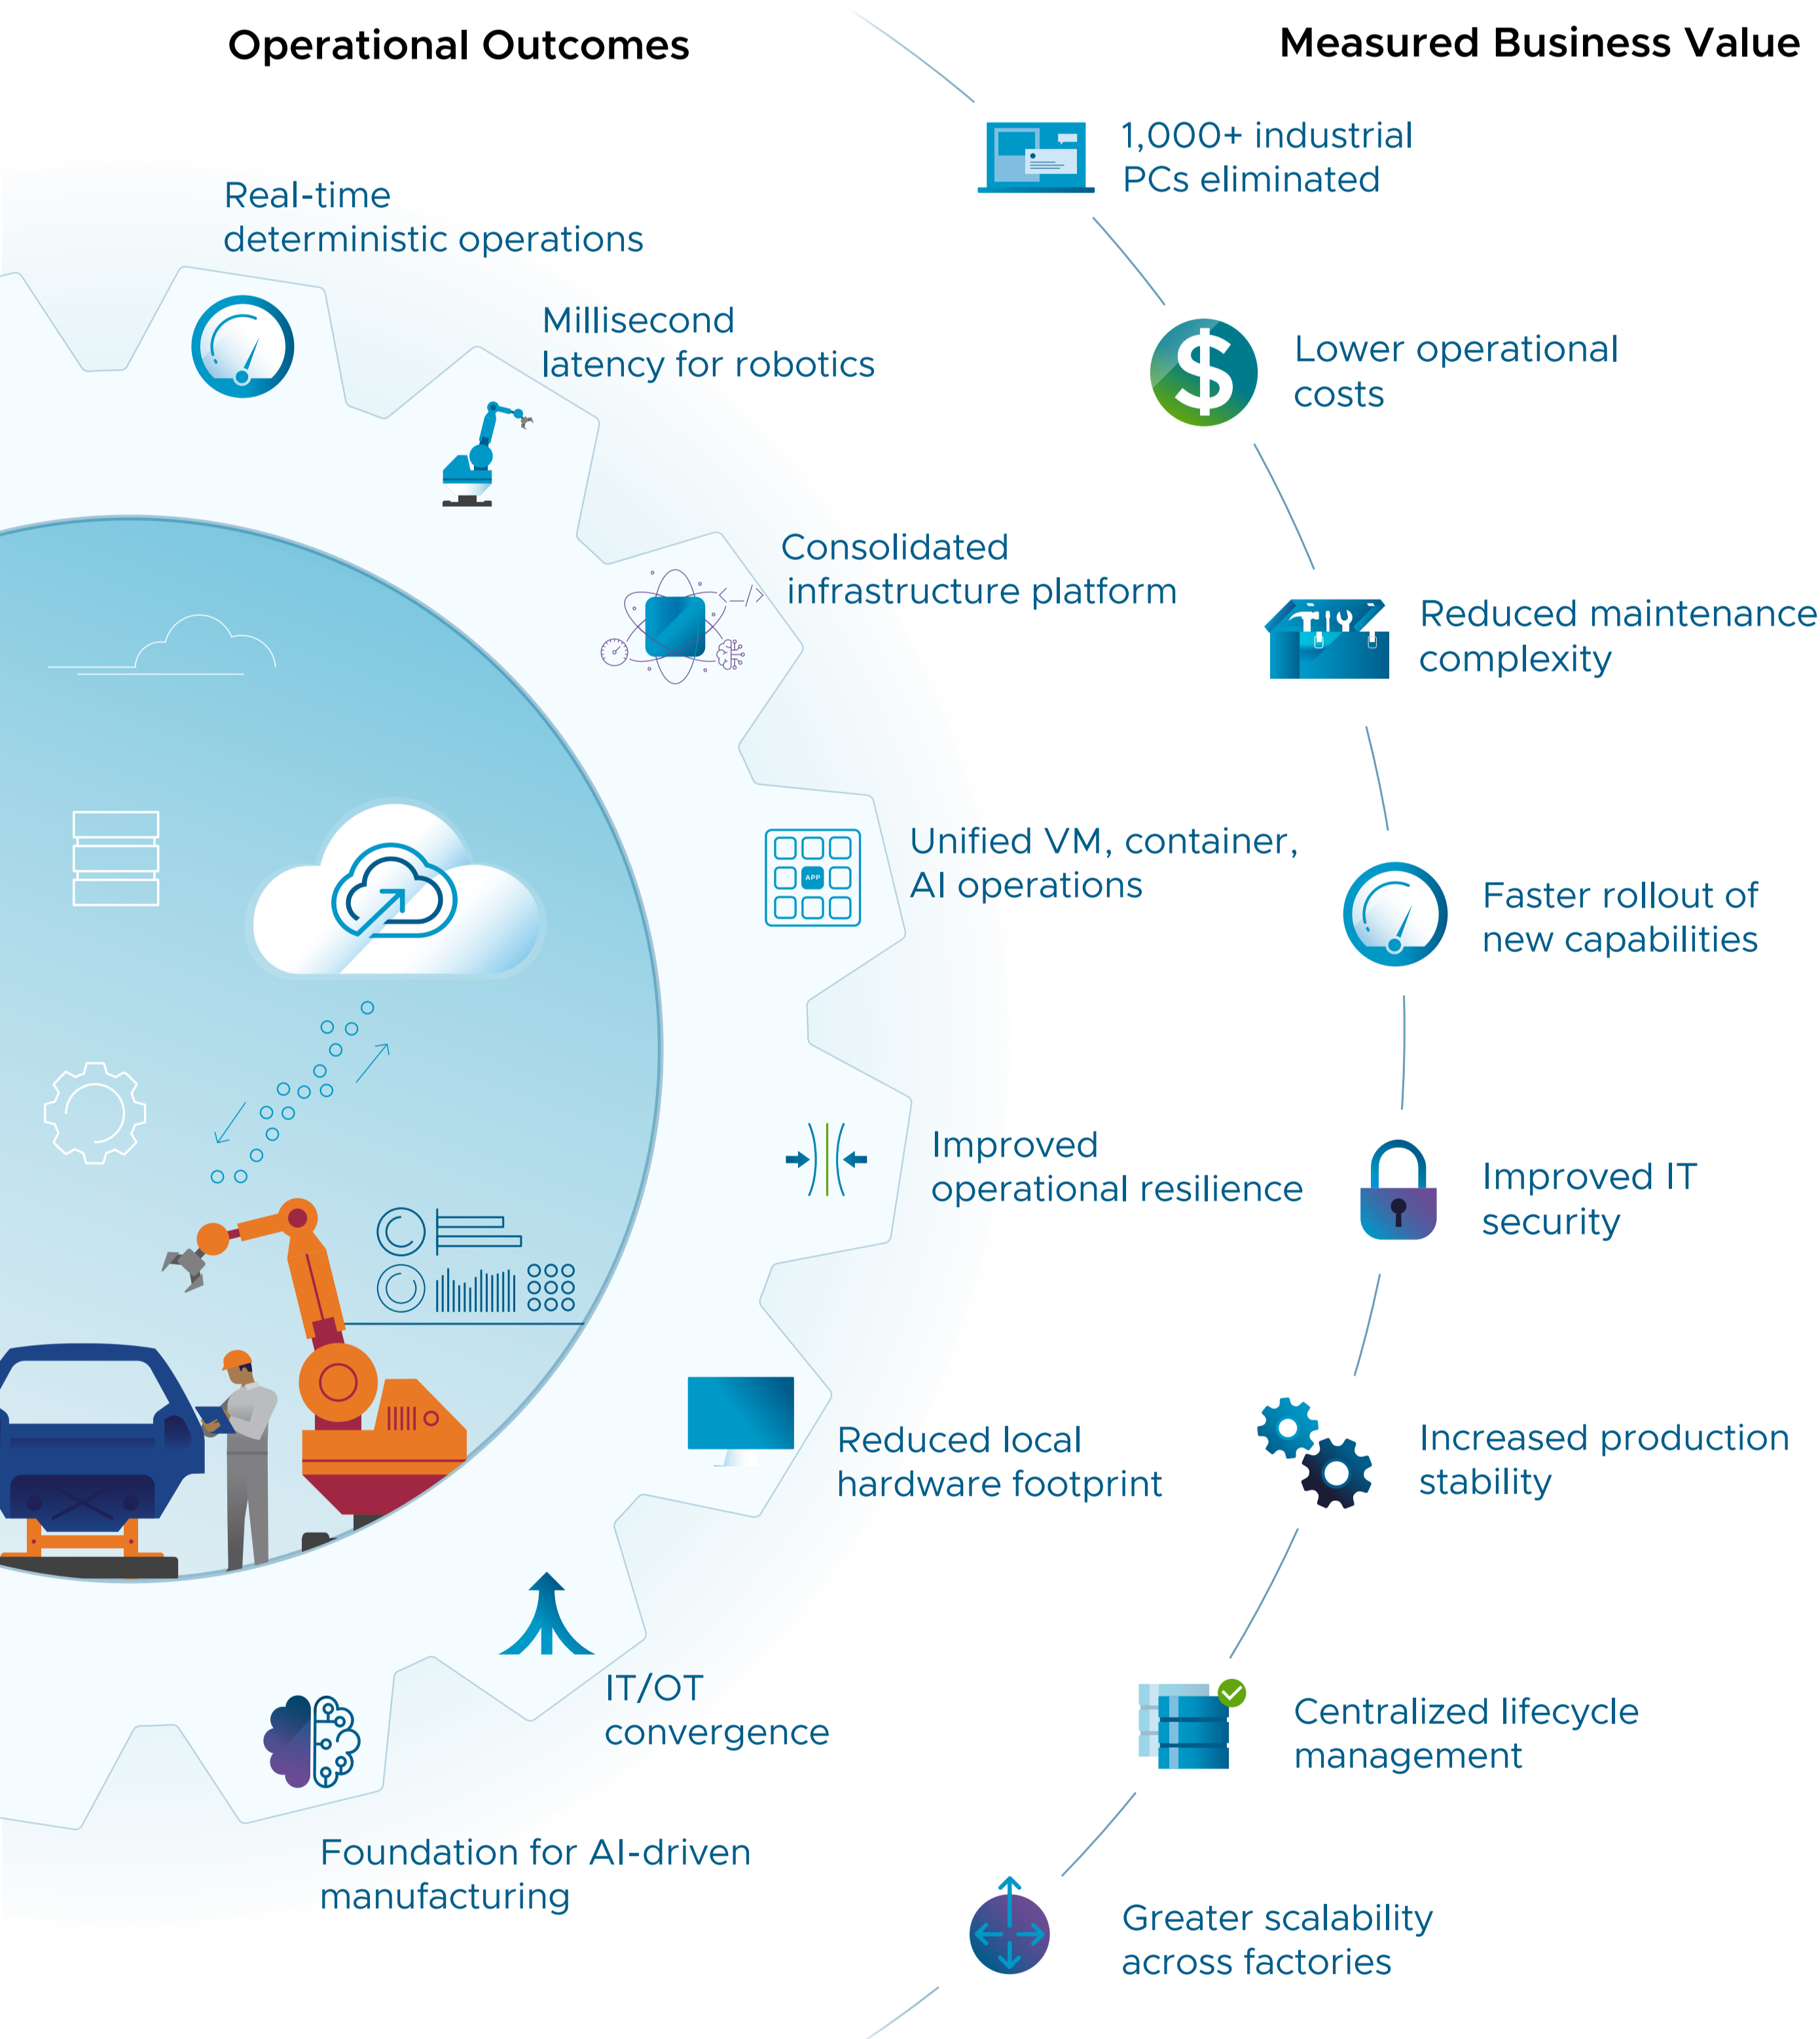 Operational Outcomes
Real-time
deterministic operations
Millisecond
latency for robotics
Consolidated
infrastructure platform
</>
APP
Unified VM, container,
AI operations
Improved
operational resilience
Reduced local
hardware footprint
IT/OT
convergence
Foundation for AI-driven
manufacturing
Measured Business Value
1,000+ industrial
PCs eliminated
$
Lower operational
costs
Reduced maintenance
complexity
Faster rollout of
new capabilities
Improved IT
security
Increased production
stability
Centralized lifecycle
management
Greater scalability
across factories